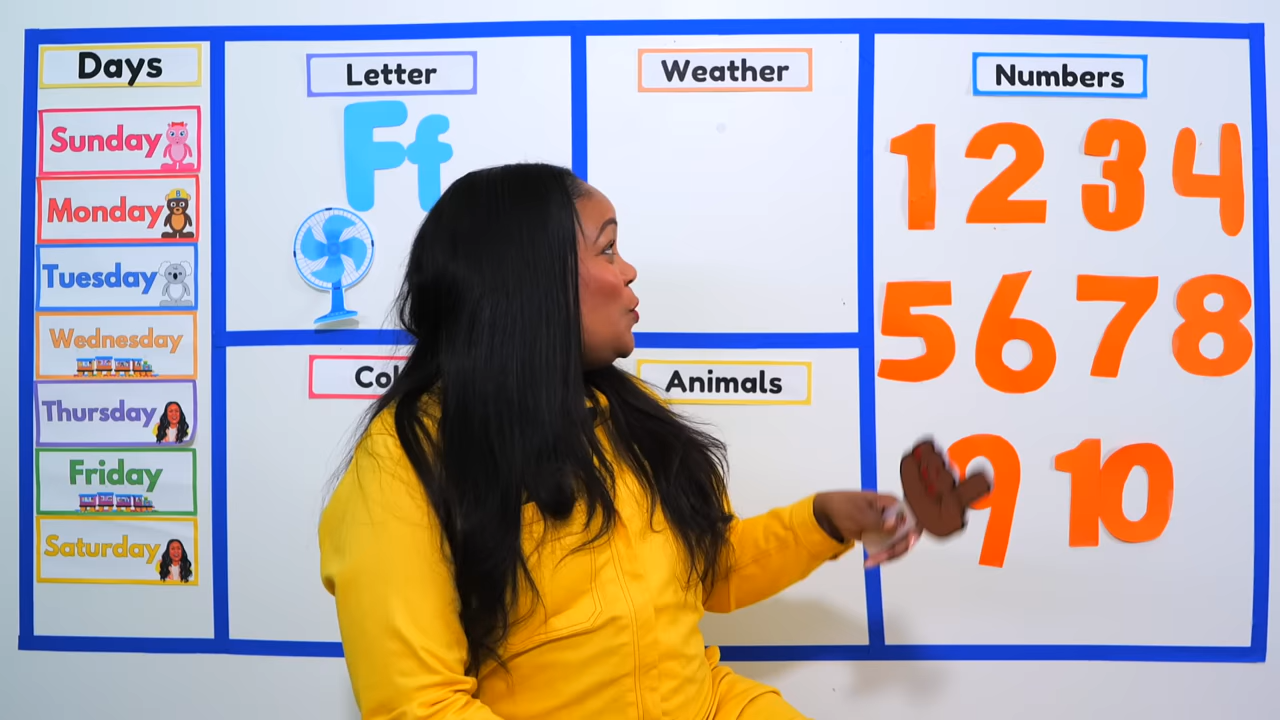 Days
Sunday
Monday
Tuesday
Wednesday
Thursday
Friday
Saturday
Letter
Ff
Weather
Numbers
1 2 3 4
5 6 7 8
9 10
Col
Animals